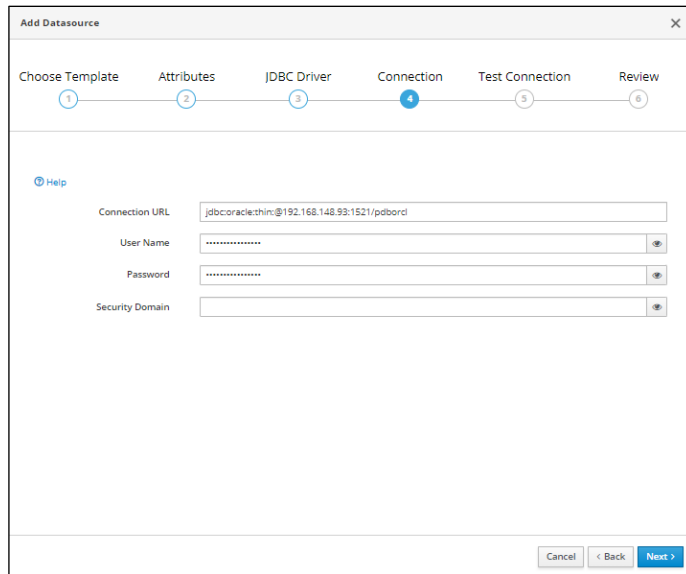 Add Datasource
Choose Template Attributes JDBC Driver Connection Test Connection Review
1 2 3 4 5 6
Help
Connection URL jdbc:oracle:thin:@192.168.148.93:1521/pdborcl
User Name •••••••••••••••
Password •••••••••••••••
Security Domain
Cancel < Back Next >